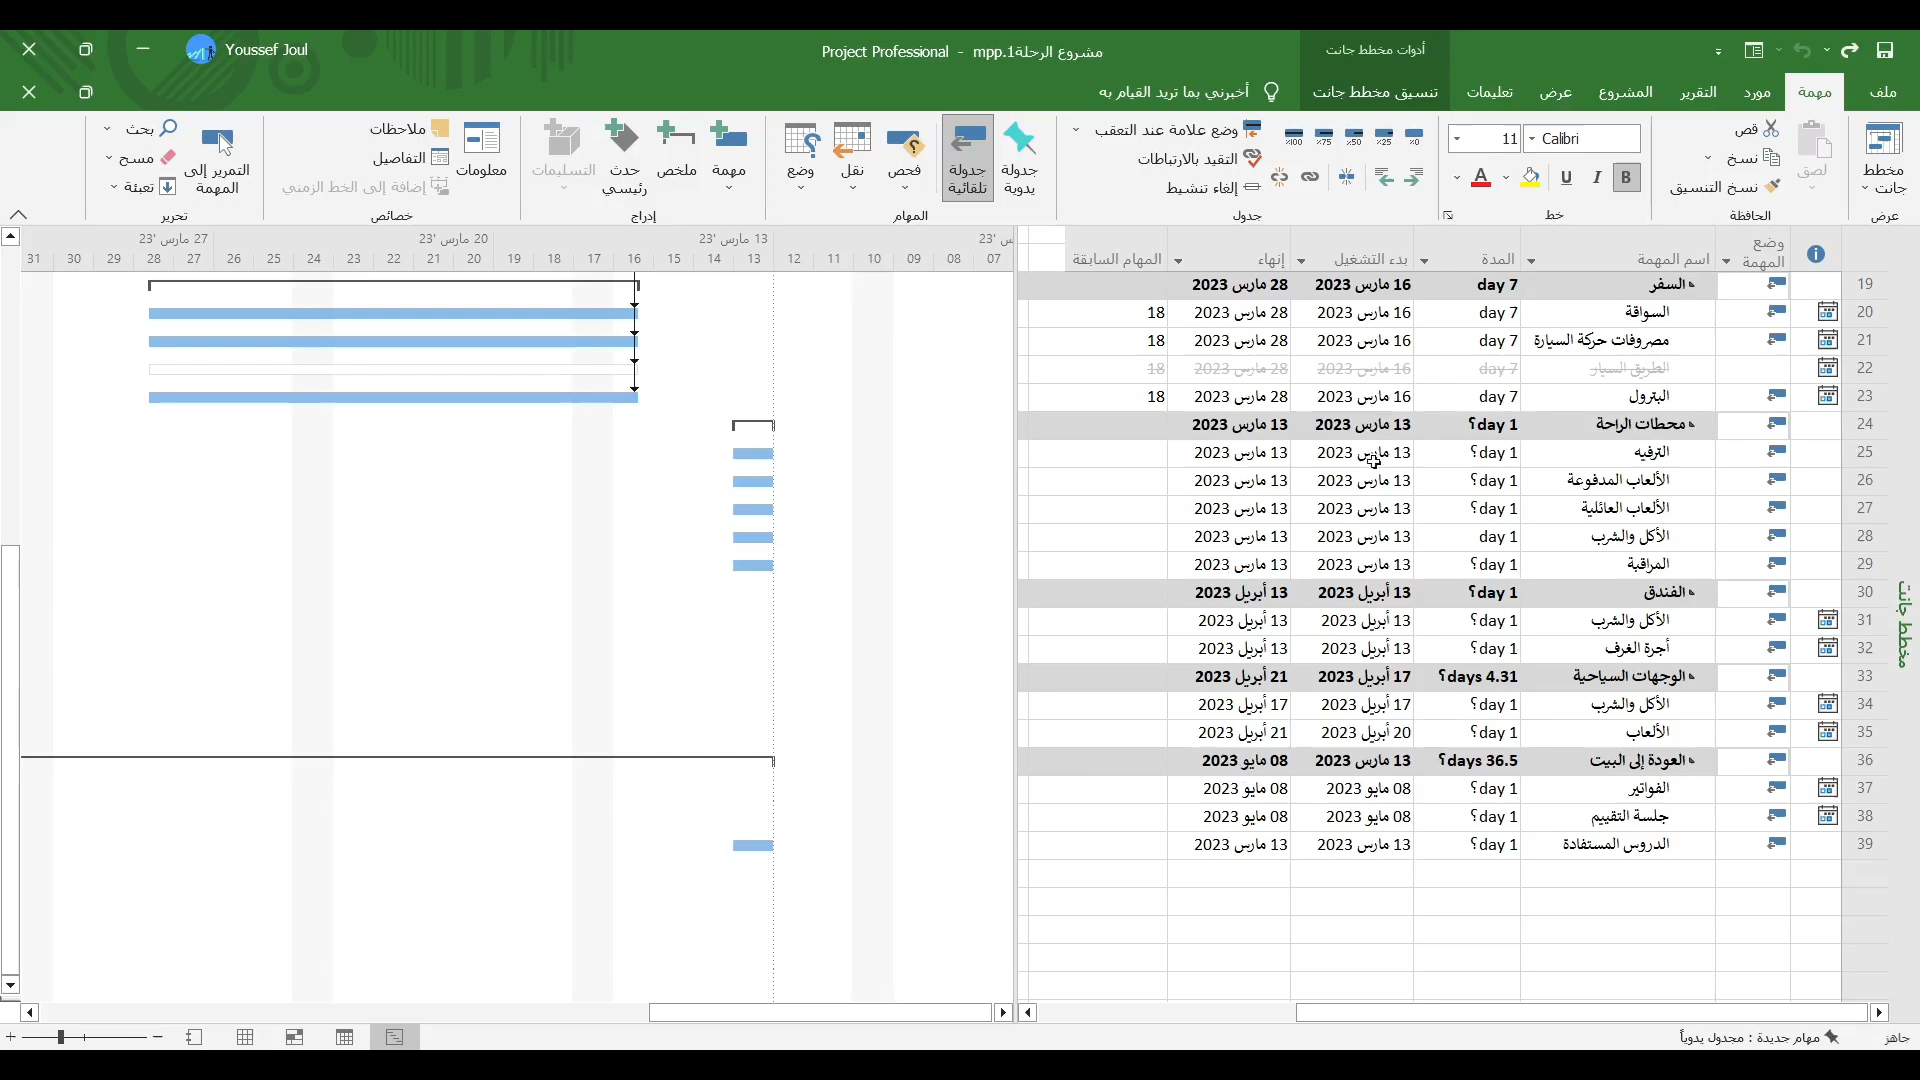 مشروع الرحلة1.mpp - Project Professional
أدوات مخطط جانت
Youssef Joul
ملف
مهمة
مورد
التقرير
المشروع
عرض
تعليمات
تنسيق مخطط جانت
أخبرني بما تريد القيام به
مخطط جانت
عرض
لصق
قص
نسخ
نسخ التنسيق
الحافظة
Calibri 11
B I U A
خط
0× 25× 50× 75× 100×
وضع علامة عند التعقب
التقيد بالارتباطات
إلغاء تنشيط
جدول
جدولة يدوية
جدولة تلقائية
فحص
نقل
وضع
المهام
مهمة
ملخص
حدث رئيسي
التسليمات
إدراج
معلومات
ملاحظات
التفاصيل
إضافة إلى الخط الزمني
خصائص
التمرير إلى المهمة
بحث
مسح
تعبئة
تحرير
وضع المهمة اسم المهمة المدة بدء التشغيل إنهاء المهام السابقة
19 السفر 7 day 16 مارس 2023 28 مارس 2023
20 السواقة 7 day 16 مارس 2023 28 مارس 2023 18
21 مصروفات حركة السيارة 7 day 16 مارس 2023 28 مارس 2023 18
22 الطريق السيار 7 day 16 مارس 2023 28 مارس 2023 18
23 البترول 7 day 16 مارس 2023 28 مارس 2023 18
24 محطات الراحة 1 day؟ 13 مارس 2023 13 مارس 2023
25 الترفيه 1 day؟ 13 مارس 2023 13 مارس 2023
26 الألعاب المدفوعة 1 day؟ 13 مارس 2023 13 مارس 2023
27 الألعاب العائلية 1 day؟ 13 مارس 2023 13 مارس 2023
28 الأكل والشرب 1 day 13 مارس 2023 13 مارس 2023
29 المراقبة 1 day؟ 13 مارس 2023 13 مارس 2023
30 الفندق 1 day؟ 13 أبريل 2023 13 أبريل 2023
31 الأكل والشرب 1 day؟ 13 أبريل 2023 13 أبريل 2023
32 أجرة الغرف 1 day؟ 13 أبريل 2023 13 أبريل 2023
33 الوجهات السياحية 4.31 days؟ 17 أبريل 2023 21 أبريل 2023
34 الأكل والشرب 1 day؟ 17 أبريل 2023 17 أبريل 2023
35 الألعاب 1 day؟ 20 أبريل 2023 21 أبريل 2023
36 العودة إلى البيت 36.5 days؟ 13 مارس 2023 08 مايو 2023
37 الفواتير 1 day؟ 08 مايو 2023 08 مايو 2023
38 جلسة التقييم 1 day؟ 08 مايو 2023 08 مايو 2023
39 الدروس المستفادة 1 day؟ 13 مارس 2023 13 مارس 2023
مخطط جانت
'23 13 مارس '23 20 مارس '23 27 مارس '23
07 08 09 10 11 12 13 14 15 16 17 18 19 20 21 22 23 24 25 26 27 28 29 30 31
جاهز
مهام جديدة : مجدول يدوياً